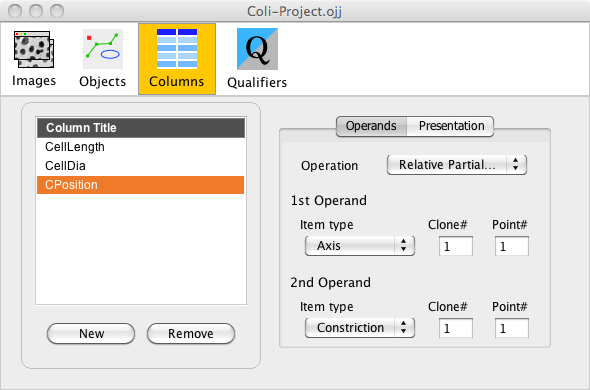 Coli-Project.ojj
Images Objects Columns Qualifiers
Q
Column Title
CellLength
CellDia
CPosition
New Remove
Operands Presentation
Operation Relative Partial...
1st Operand
Item type Clone# Point#
Axis 1 1
2nd Operand
Item type Clone# Point#
Constriction 1 1